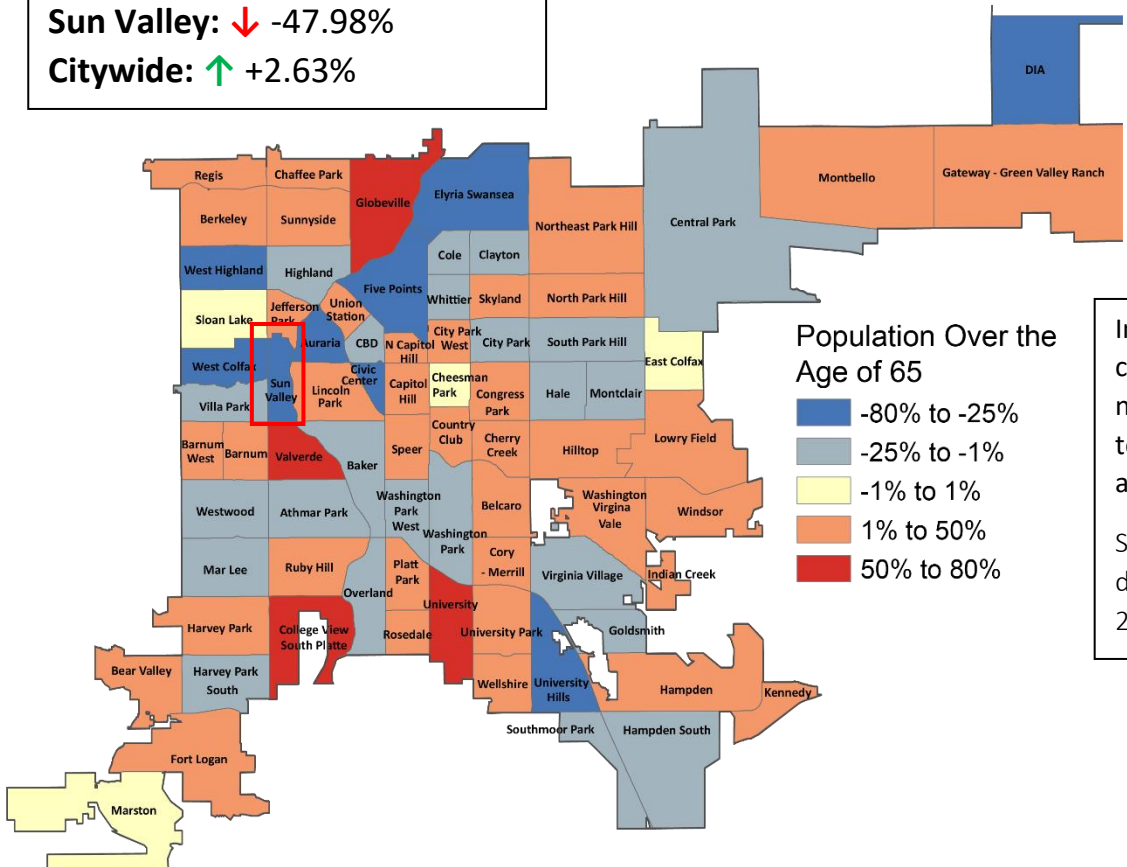 Sun Valley: ↓ -47.98%
Citywide: ↑ +2.63%
DIA
Regis
Chaffee Park
Globeville
Elyria Swansea
Montbello
Gateway - Green Valley Ranch
Berkeley
Sunnyside
Northeast Park Hill
Central Park
Cole
Clayton
West Highland
Highland
Five Points
Whittier
Skyland
North Park Hill
Sloan Lake
Jefferson
Park
Union
Station
Auraria
CBD
N Capitol
Hill
City Park
West
City Park
South Park Hill
East Colfax
West Colfax
Sun
Valley
Civic
Center
Lincoln
Park
Capitol
Hill
Cheesman
Park
Congress
Park
Hale
Montclair
Villa Park
Barnum
West
Barnum
Valverde
Baker
Speer
Country
Club
Cherry
Creek
Hilltop
Lowry Field
Westwood
Athmar Park
Washington
Park
West
Washington
Park
Belcaro
Washington
Virgina
Vale
Windsor
Mar Lee
Ruby Hill
Overland
Platt
Park
Cory
- Merrill
Virginia Village
Indian Creek
Harvey Park
College View
South Platte
Rosedale
University
University Park
Goldsmith
Bear Valley
Harvey Park
South
Wellshire
University
Hills
Hampden
Kennedy
Southmoor Park
Hampden South
Fort Logan
Marston
Population Over the
Age of 65
-80% to -25%
-25% to -1%
-1% to 1%
1% to 50%
50% to 80%